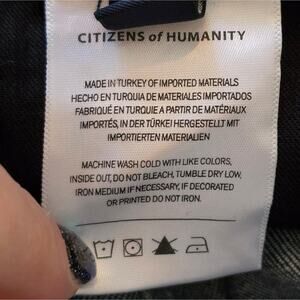 CITIZENS of HUMANITY
MADE IN TURKEY OF IMPORTED MATERIALS
HECHO EN TURQUIA DE MATERIALES IMPORTADOS
FABRIQUÉ EN TURQUIE A PARTIR DE MATÉRIAUX
IMPORTÉS, IN DER TÜRKEI HERGESTELLT MIT
IMPORTIERTEN MATERIALIEN
MACHINE WASH COLD WITH LIKE COLORS,
INSIDE OUT, DO NOT BLEACH, TUMBLE DRY LOW,
IRON MEDIUM IF NECESSARY, IF DECORATED
OR PRINTED DO NOT IRON.